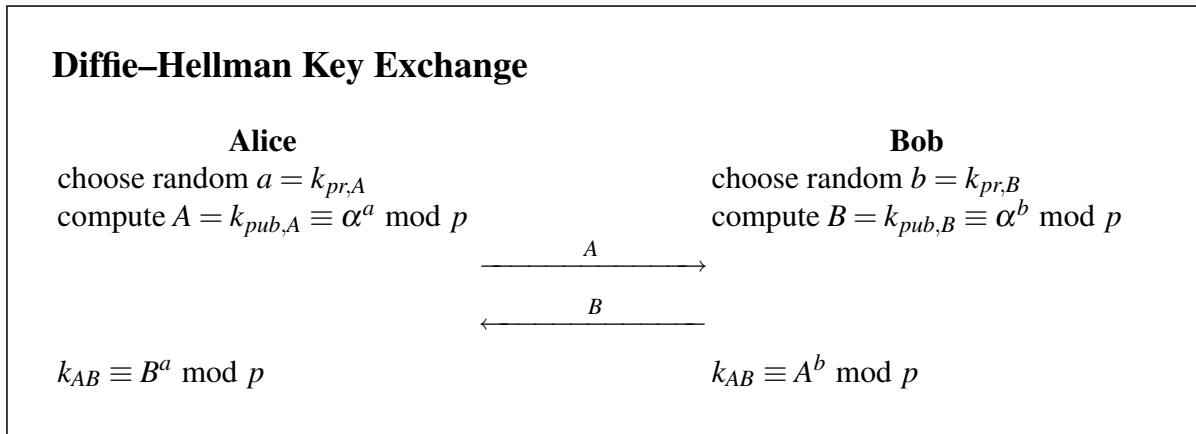 Diffie–Hellman Key Exchange
Alice Bob
choose random a = k_{pr,A} choose random b = k_{pr,B}
compute A = k_{pub,A} ≡ α^a mod p compute B = k_{pub,B} ≡ α^b mod p
A
B
k_{AB} ≡ B^a mod p k_{AB} ≡ A^b mod p